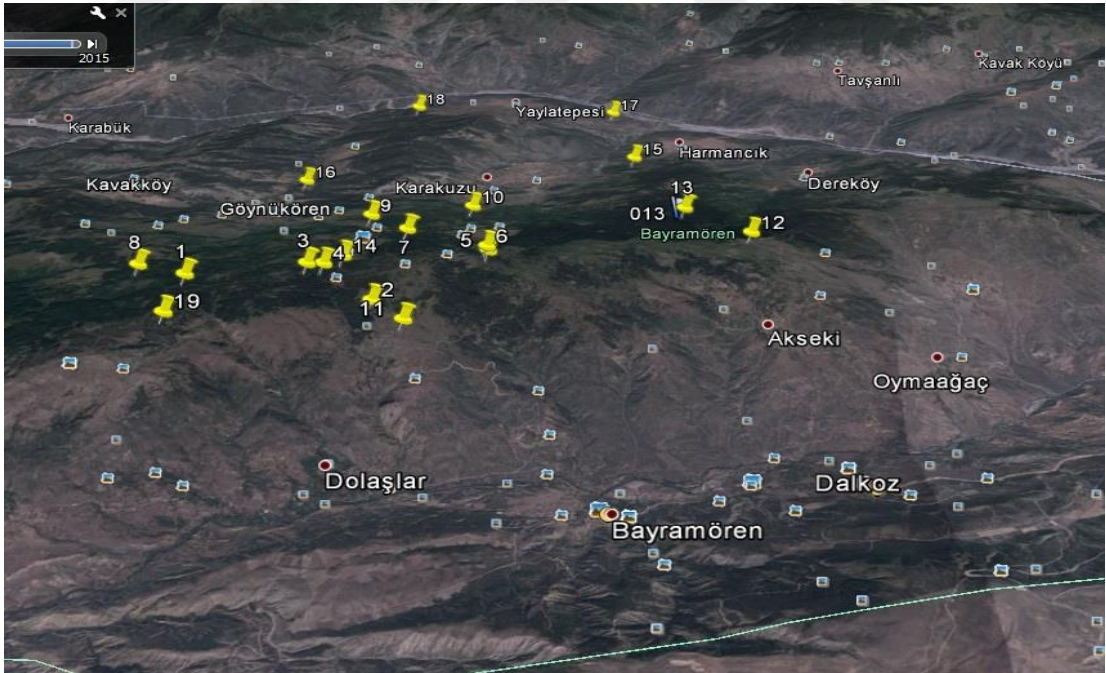 2015
Kavak Köyü
Tavşanlı
18
Yaylatepesi
17
Karabük
15
Harmancık
16
Kavakköy
Karakuzu
Dereköy
10
13
Göynükören
9
013
12
Bayramören
3
4
14
7
5
6
8
1
2
19
11
Akseki
Oymaağaç
Dolaşlar
Dalkoz
Bayramören